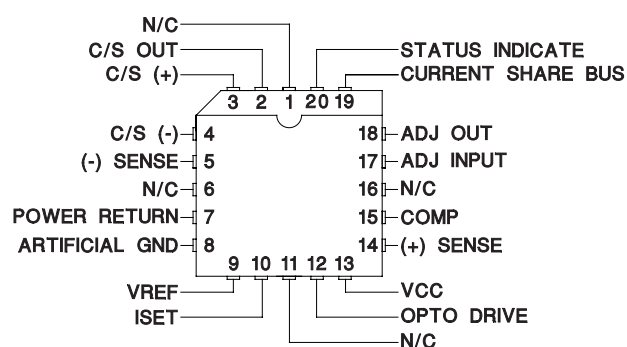 N/C
C/S OUT
C/S (+)
STATUS INDICATE
CURRENT SHARE BUS
3 2 1 20 19
C/S (-) 4
(-) SENSE 5
N/C 6
POWER RETURN 7
ARTIFICIAL GND 8
18 ADJ OUT
17 ADJ INPUT
16 N/C
15 COMP
14 (+) SENSE
9 10 11 12 13
VREF
ISET
VCC
OPTO DRIVE
N/C